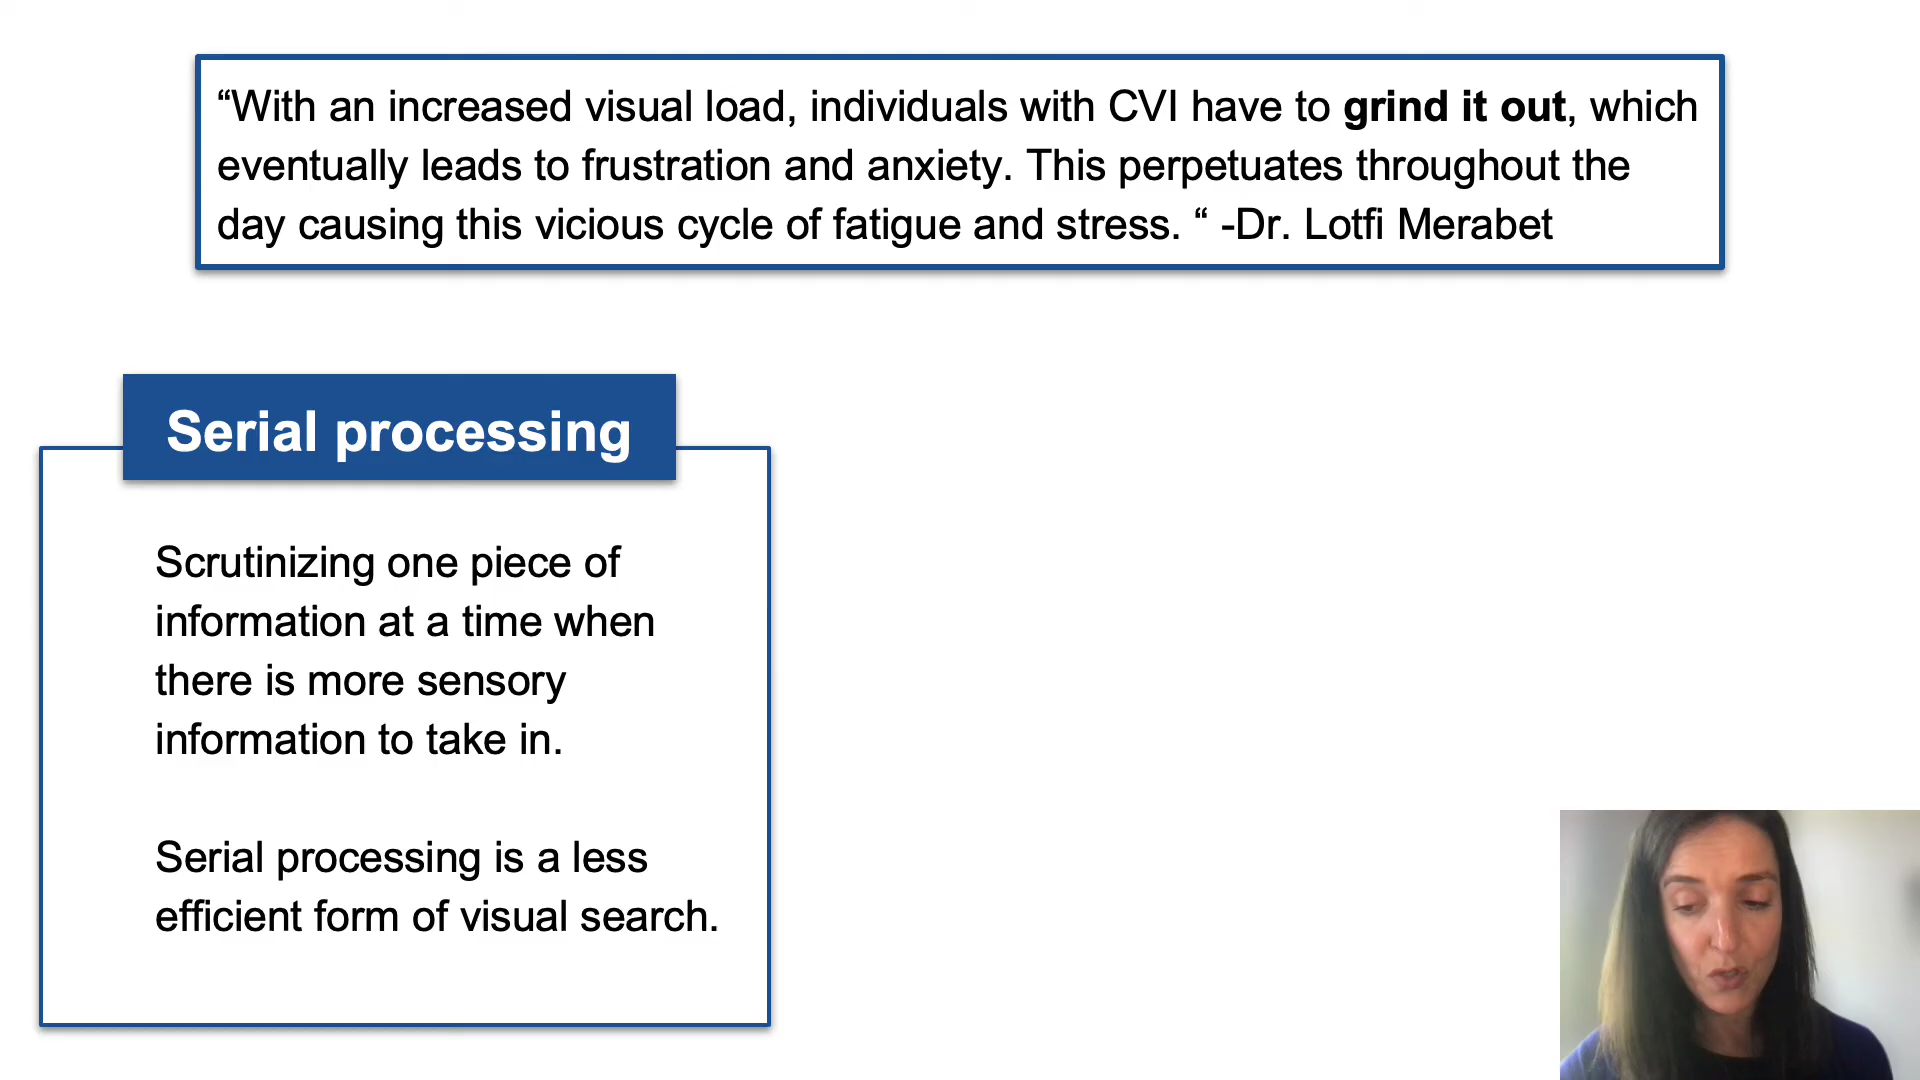 “With an increased visual load, individuals with CVI have to grind it out, which
eventually leads to frustration and anxiety. This perpetuates throughout the
day causing this vicious cycle of fatigue and stress. “ -Dr. Lotfi Merabet
Serial processing
Scrutinizing one piece of
information at a time when
there is more sensory
information to take in.
Serial processing is a less
efficient form of visual search.